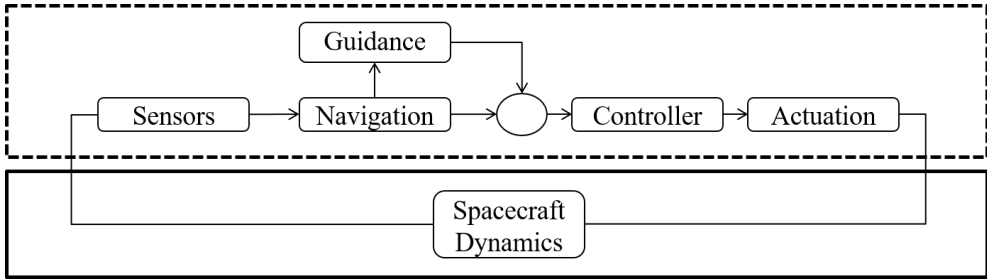 Guidance
Sensors
Navigation
Controller
Actuation
Spacecraft
Dynamics